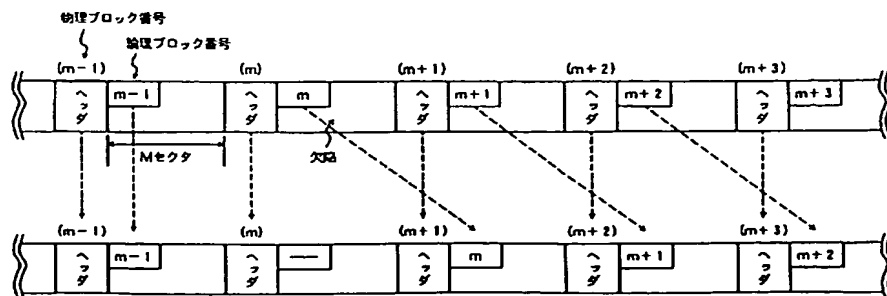 物理ブロック番号
論理ブロック番号
(m-1) (m) (m+1) (m+2) (m+3)
ヘッダ m-1 ヘッダ m ヘッダ m+1 ヘッダ m+2 ヘッダ m+3
Mセクタ 欠陥
(m-1) (m) (m+1) (m+2) (m+3)
ヘッダ m-1 ヘッダ — ヘッダ m ヘッダ m+1 ヘッダ m+2